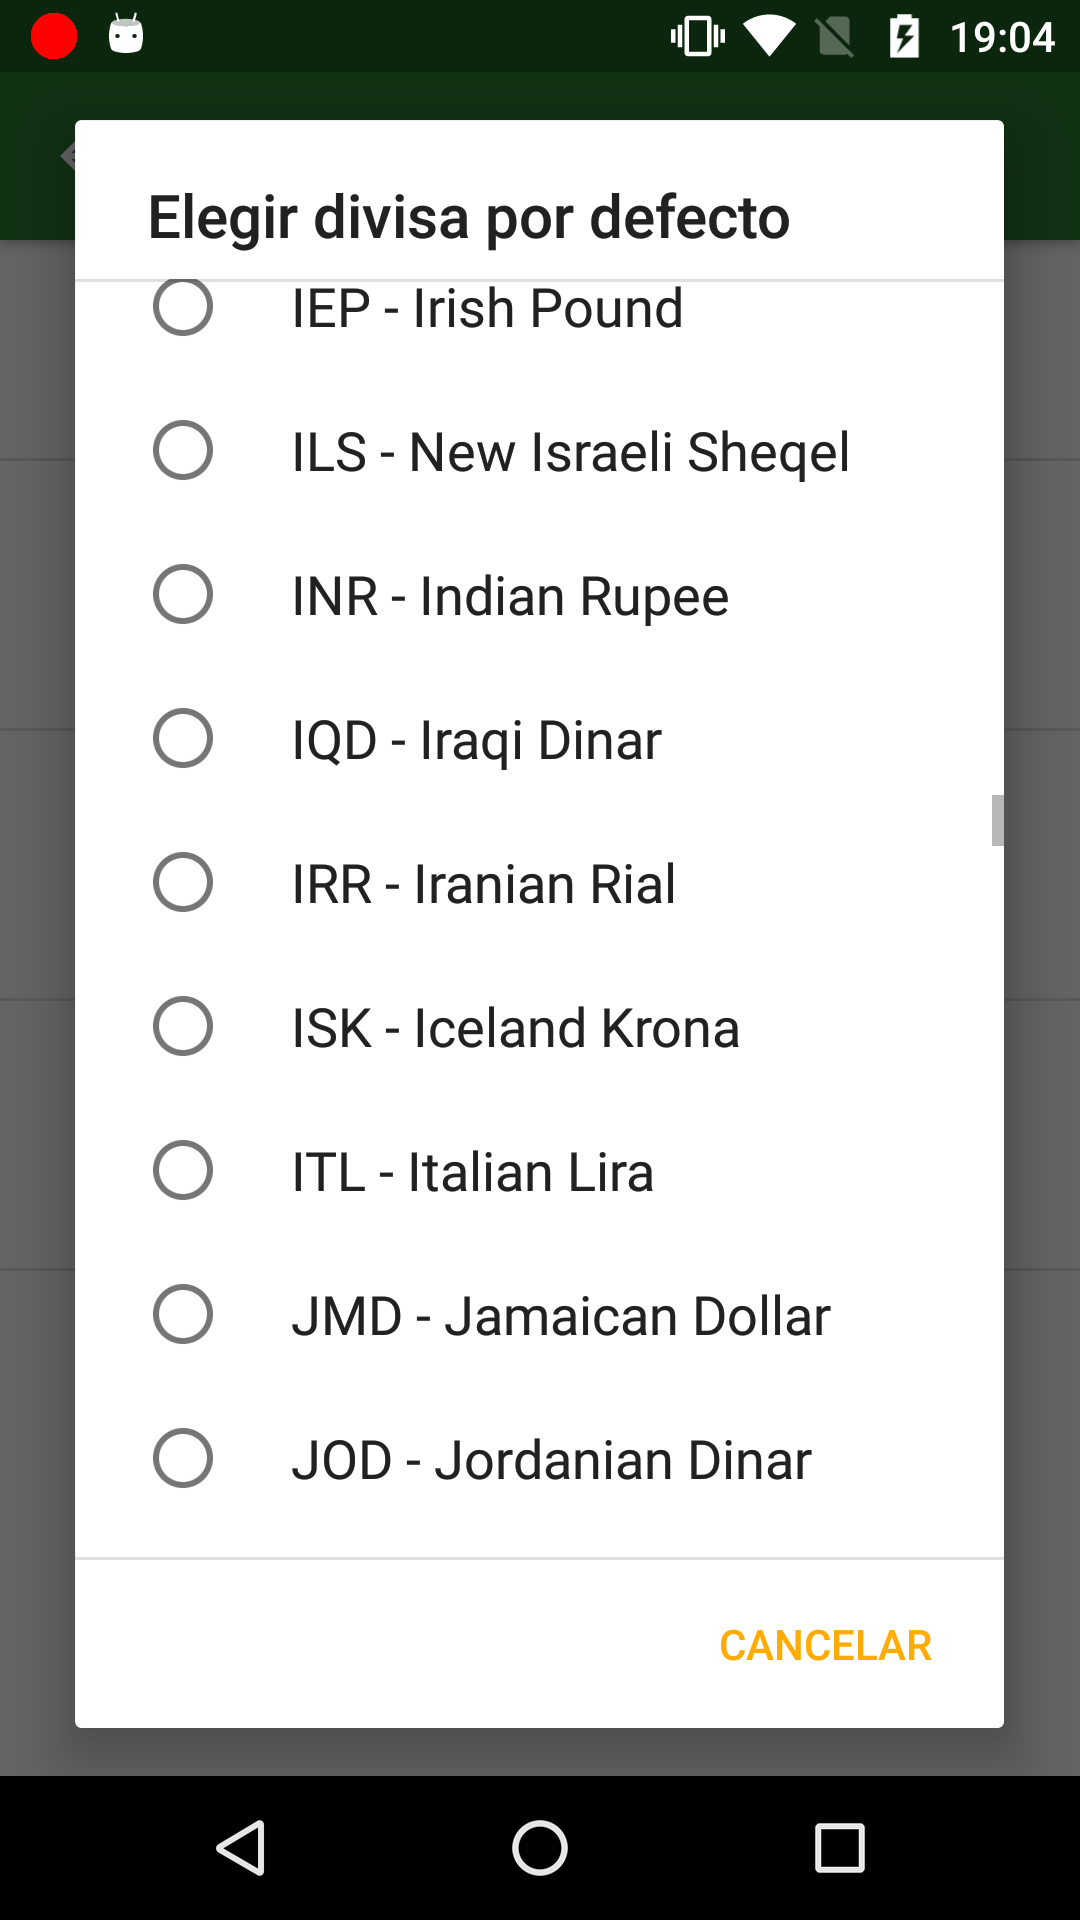 19:04
Elegir divisa por defecto
IEP - Irish Pound
ILS - New Israeli Sheqel
INR - Indian Rupee
IQD - Iraqi Dinar
IRR - Iranian Rial
ISK - Iceland Krona
ITL - Italian Lira
JMD - Jamaican Dollar
JOD - Jordanian Dinar
CANCELAR